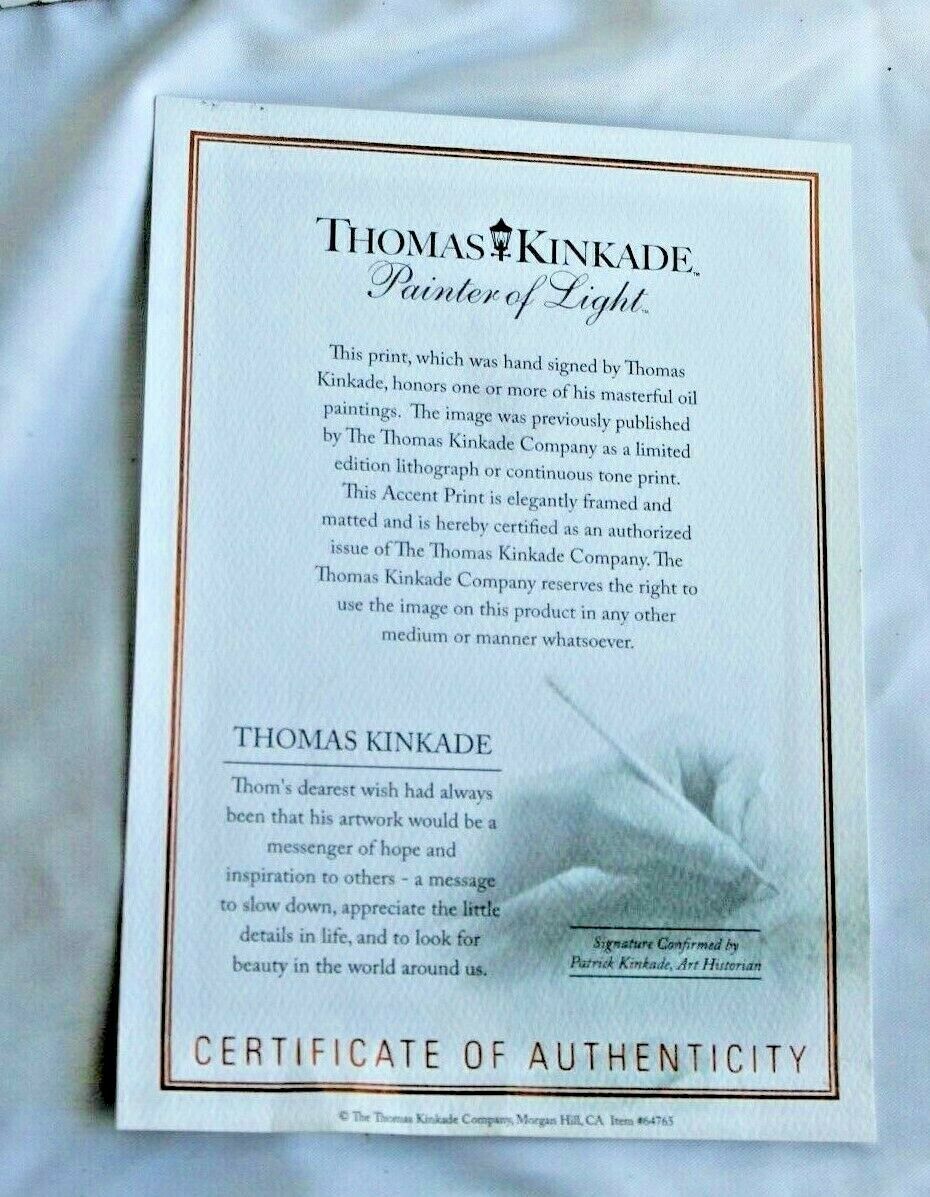 THOMAS KINKADE™
Painter of Light™
This print, which was hand signed by Thomas
Kinkade, honors one or more of his masterful oil
paintings. The image was previously published
by The Thomas Kinkade Company as a limited
edition lithograph or continuous tone print.
This Accent Print is elegantly framed and
matted and is hereby certified as an authorized
issue of The Thomas Kinkade Company. The
Thomas Kinkade Company reserves the right to
use the image on this product in any other
medium or manner whatsoever.
THOMAS KINKADE
Thom's dearest wish had always
been that his artwork would be a
messenger of hope and
inspiration to others - a message
to slow down, appreciate the little
details in life, and to look for
beauty in the world around us.
Signature Confirmed by
Patrick Kinkade, Art Historian
CERTIFICATE OF AUTHENTICITY
© The Thomas Kinkade Company, Morgan Hill, CA Item #64765